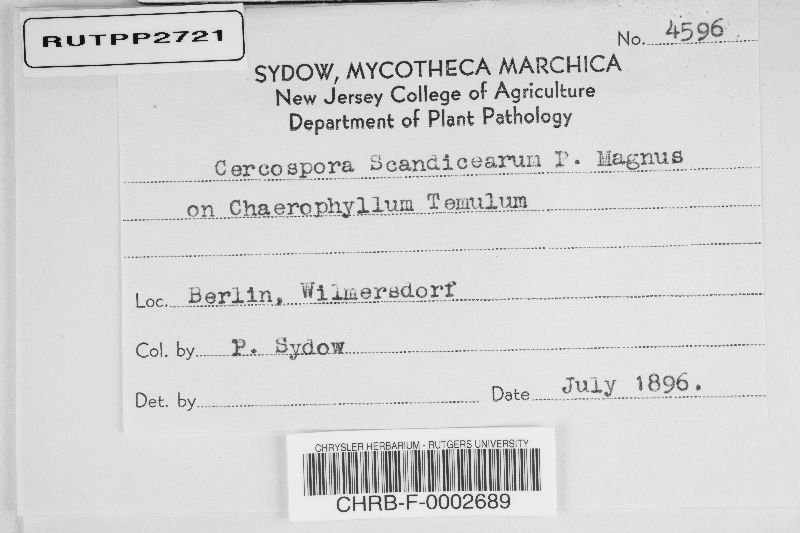 RUTPP2721
No. 4596
SYDOW, MYCOTHECA MARCHICA
New Jersey College of Agriculture
Department of Plant Pathology
Cercospora Scandicearum P. Magnus
on Chaerophyllum Temulum
Loc. Berlin, Wilmersdorf
Col. by P. Sydow
Det. by
Date July 1896.
CHRYSLER HERBARIUM - RUTGERS UNIVERSITY
CHRB-F-0002689